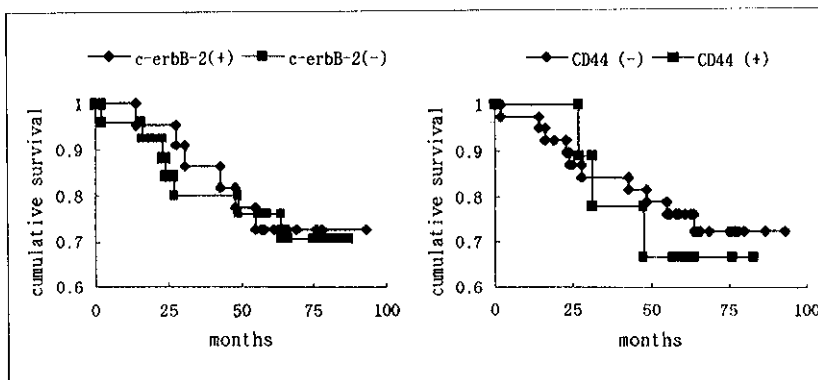 c-erbB-2(+) c-erbB-2(-)
cumulative survival
1
0.9
0.8
0.7
0.6
0 25 50 75 100
months
CD44 (-) CD44 (+)
cumulative survival
1
0.9
0.8
0.7
0.6
0 25 50 75 100
months